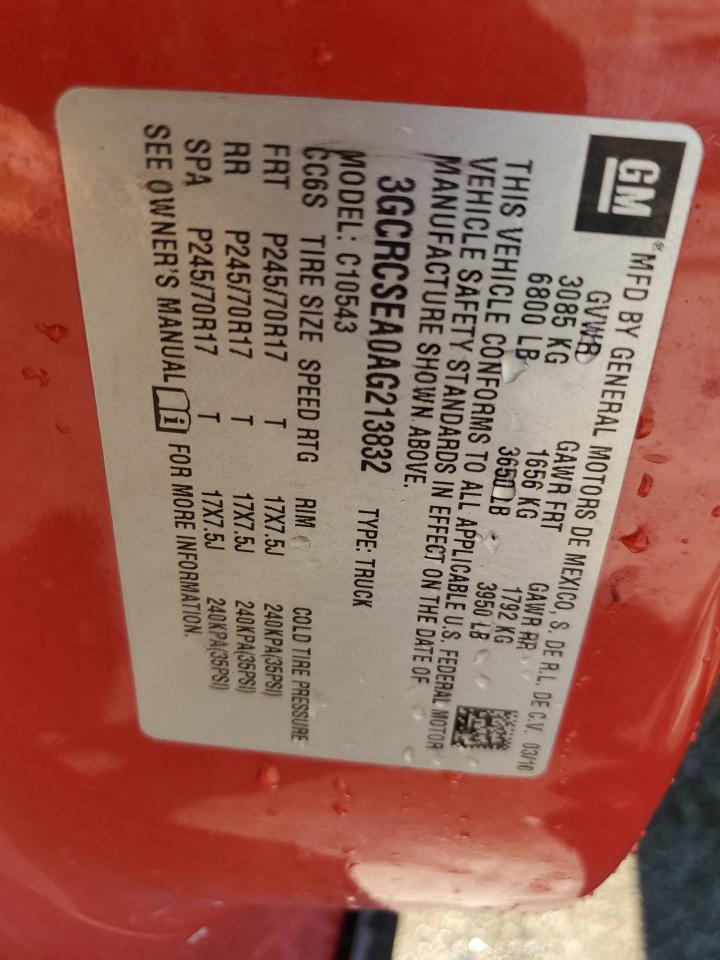 GM® MFD BY GENERAL MOTORS DE MEXICO, S. DE R.L. DE C.V. 03/10
GVWR GAWR FRT GAWR RR
3085 KG 1656 KG 1792 KG
6800 LB 3650 LB 3950 LB
THIS VEHICLE CONFORMS TO ALL APPLICABLE U.S. FEDERAL MOTOR
VEHICLE SAFETY STANDARDS IN EFFECT ON THE DATE OF
MANUFACTURE SHOWN ABOVE.
3GCRCSEA0AG213832 TYPE: TRUCK
MODEL: C10543
CC6S TIRE SIZE SPEED RTG RIM COLD TIRE PRESSURE
FRT P245/70R17 T 17X7.5J 240KPA(35PSI)
RR P245/70R17 T 17X7.5J 240KPA(35PSI)
SPA P245/70R17 T 17X7.5J 240KPA(35PSI)
SEE OWNER'S MANUAL i FOR MORE INFORMATION.